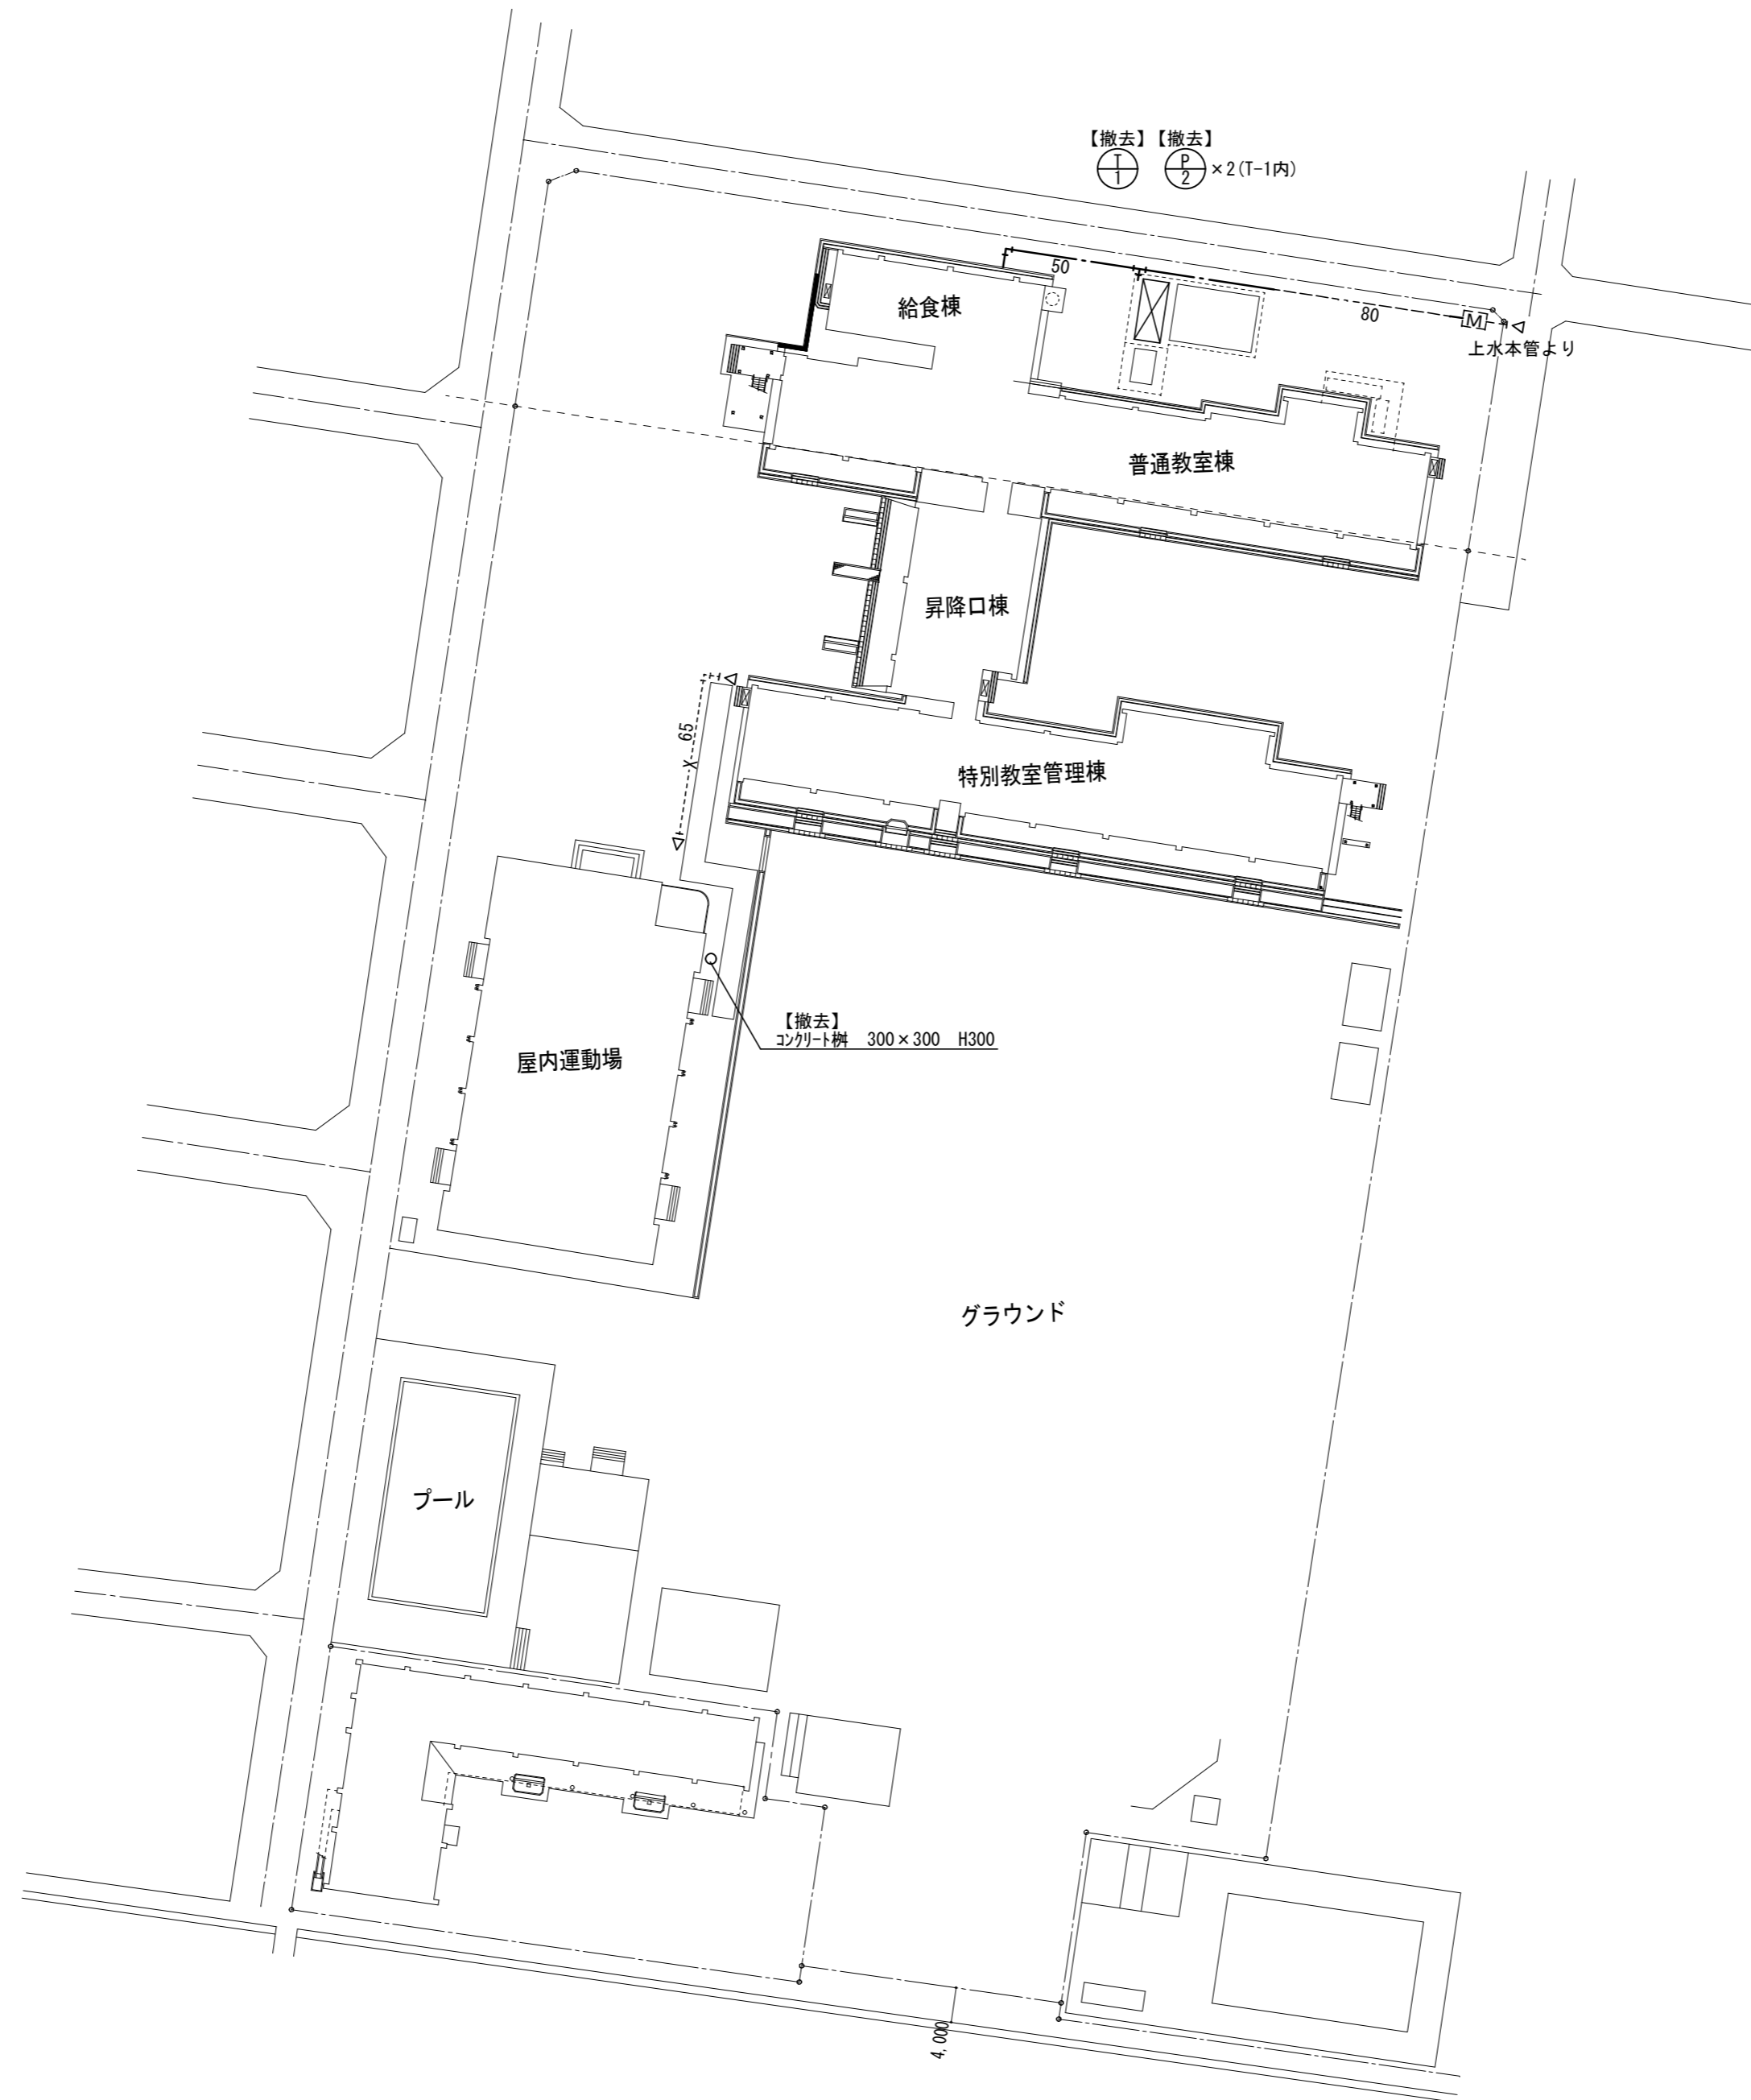 【撤去】【撤去】
T
1
P
2
×2(T-1内)
50
給食棟
80
M
上水本管より
普通教室棟
昇降口棟
65
X
特別教室管理棟
【撤去】
コンクリート桝 300×300 H300
屋内運動場
グラウンド
プール
4,000